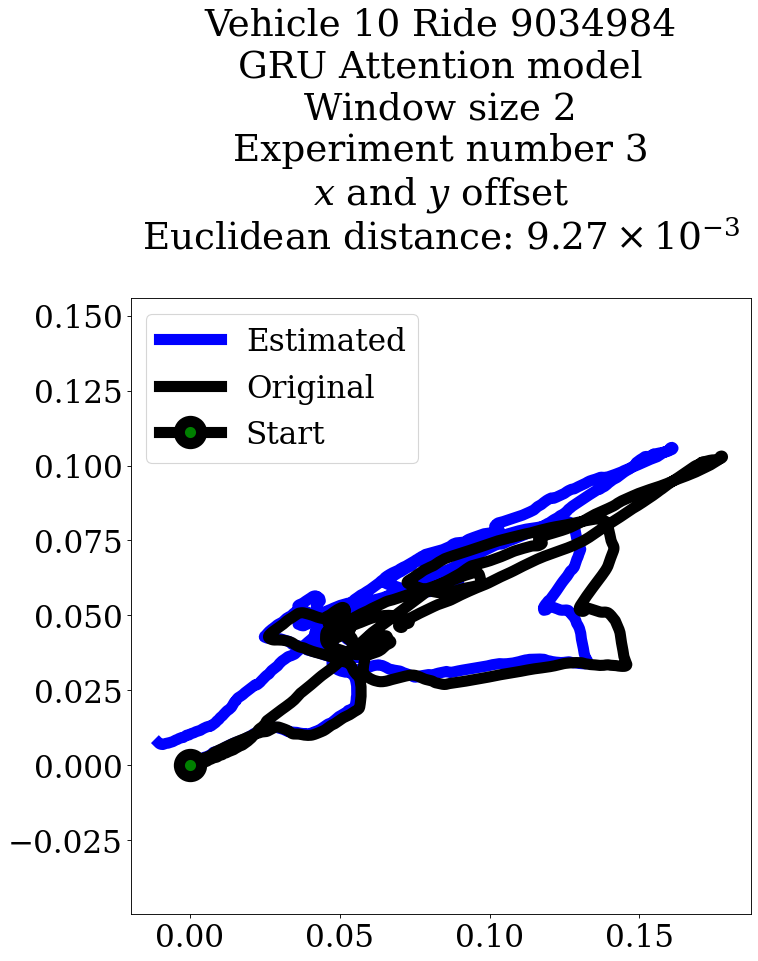 Vehicle 10 Ride 9034984
GRU Attention model
Window size 2
Experiment number 3
x and y offset
Euclidean distance: 9.27 × 10⁻³
Estimated
Original
Start
0.150
0.125
0.100
0.075
0.050
0.025
0.000
−0.025
0.00 0.05 0.10 0.15